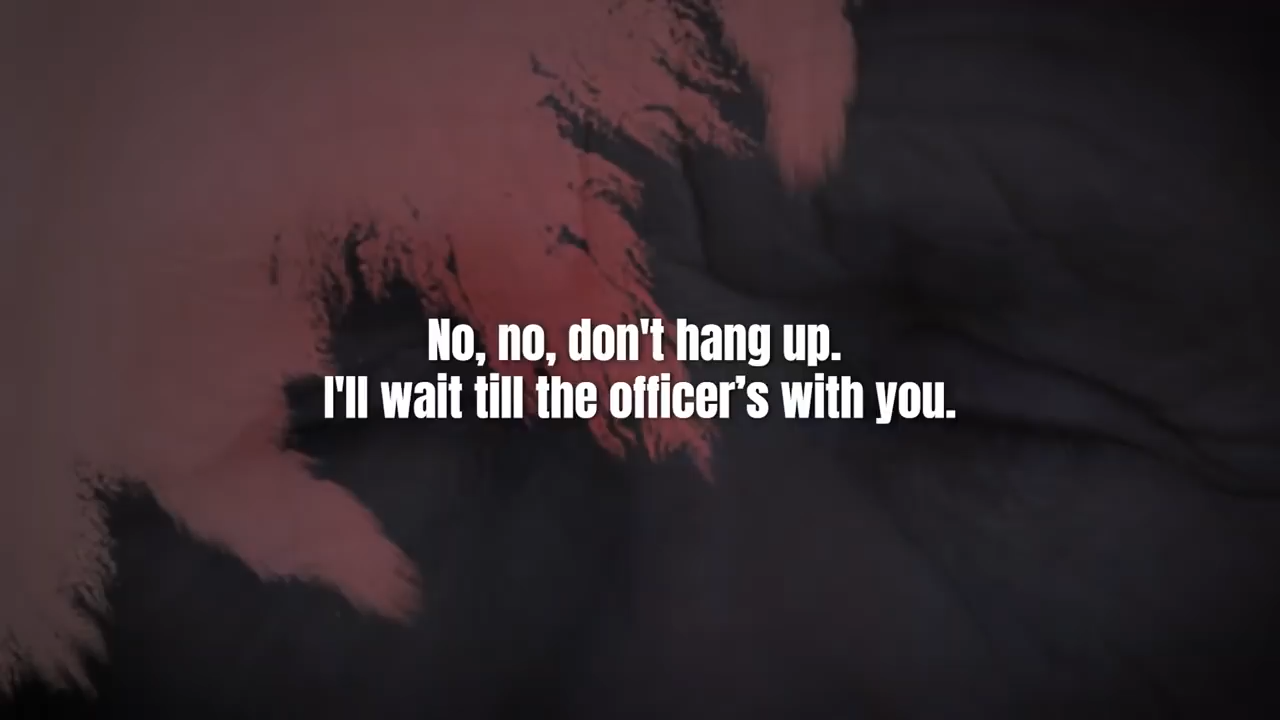 No, no, don't hang up.
I'll wait till the officer’s with you.